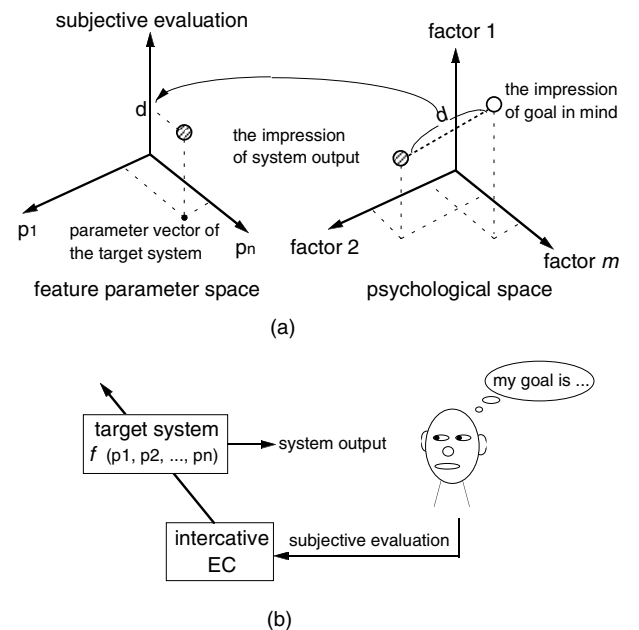 subjective evaluation
d
the impression
of system output
p1
parameter vector of
the target system
pn
feature parameter space
factor 1
d
the impression
of goal in mind
factor 2
factor m
psychological space
(a)
my goal is ...
target system
f (p1, p2, ..., pn)
system output
intercative
EC
subjective evaluation
(b)